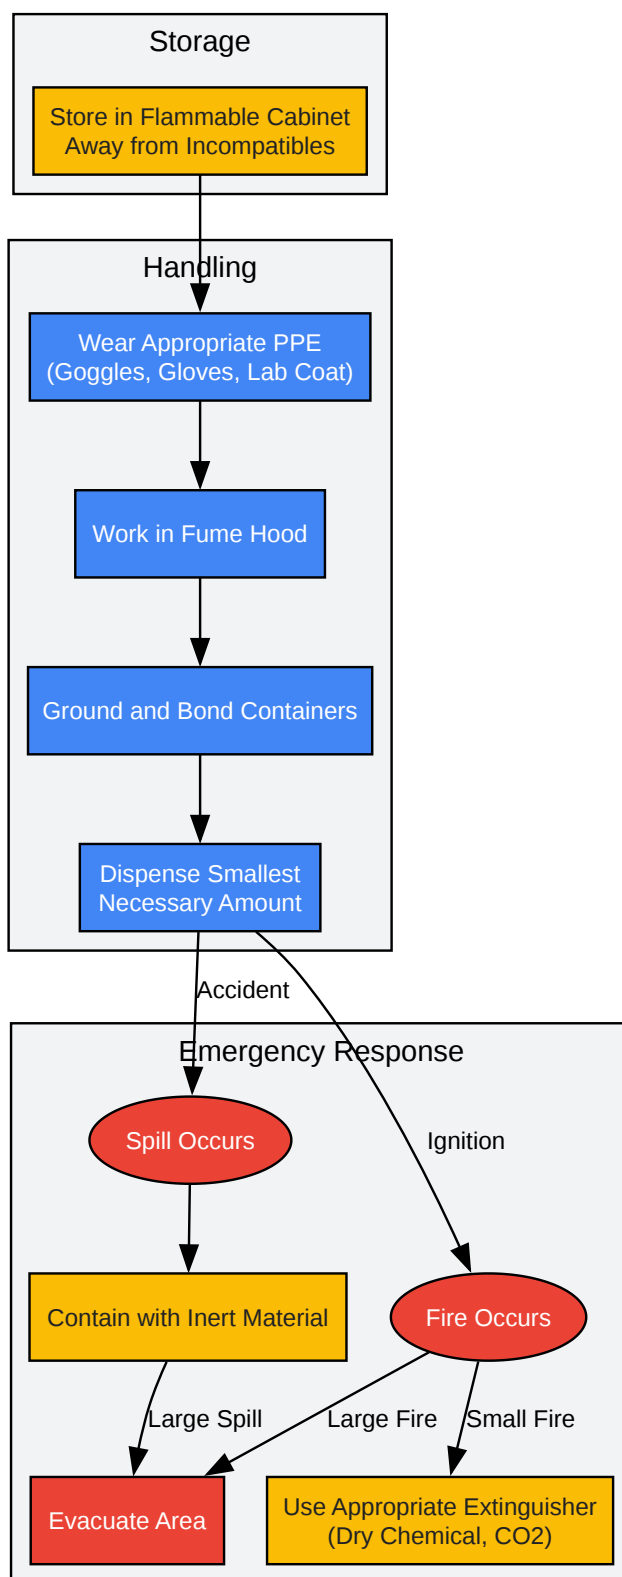 Storage
Store in Flammable Cabinet
Away from Incompatibles
Handling
Wear Appropriate PPE
(Goggles, Gloves, Lab Coat)
Work in Fume Hood
Ground and Bond Containers
Dispense Smallest
Necessary Amount
Accident
Emergency Response
Spill Occurs
Ignition
Contain with Inert Material
Fire Occurs
Large Spill
Large Fire
Small Fire
Evacuate Area
Use Appropriate Extinguisher
(Dry Chemical, CO2)